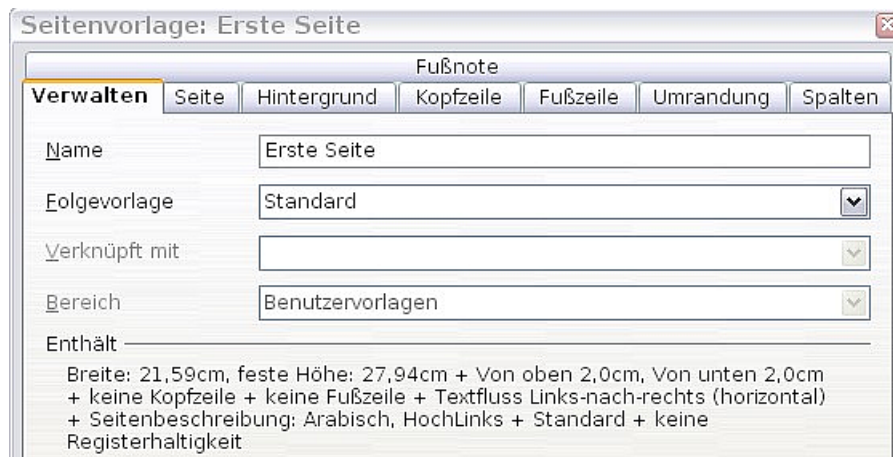 Seitenvorlage: Erste Seite
Fußnote
Verwalten Seite Hintergrund Kopfzeile Fußzeile Umrandung Spalten
Name Erste Seite
Folgevorlage Standard
Verknüpft mit
Bereich Benutzervorlagen
Enthält
Breite: 21,59cm, feste Höhe: 27,94cm + Von oben 2,0cm, Von unten 2,0cm
+ keine Kopfzeile + keine Fußzeile + Textfluss Links-nach-rechts (horizontal)
+ Seitenbeschreibung: Arabisch, HochLinks + Standard + keine
Registerhaltigkeit